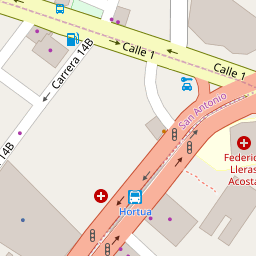 Calle 1
Calle 1
Carrera 14B
San Antonio
14B
Federico
Lleras
Acosta
Hortua